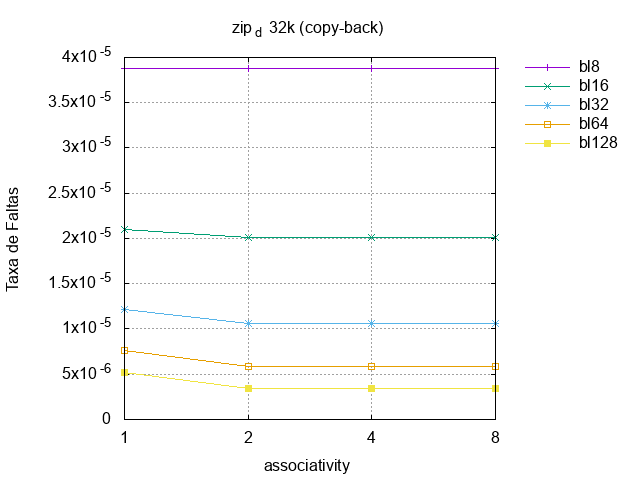 zip d 32k (copy-back)
4x10 -5
3.5x10 -5
3x10 -5
2.5x10 -5
2x10 -5
1.5x10 -5
1x10 -5
5x10 -6
0
1 2 4 8
Taxa de Faltas
associativity
bl8
bl16
bl32
bl64
bl128